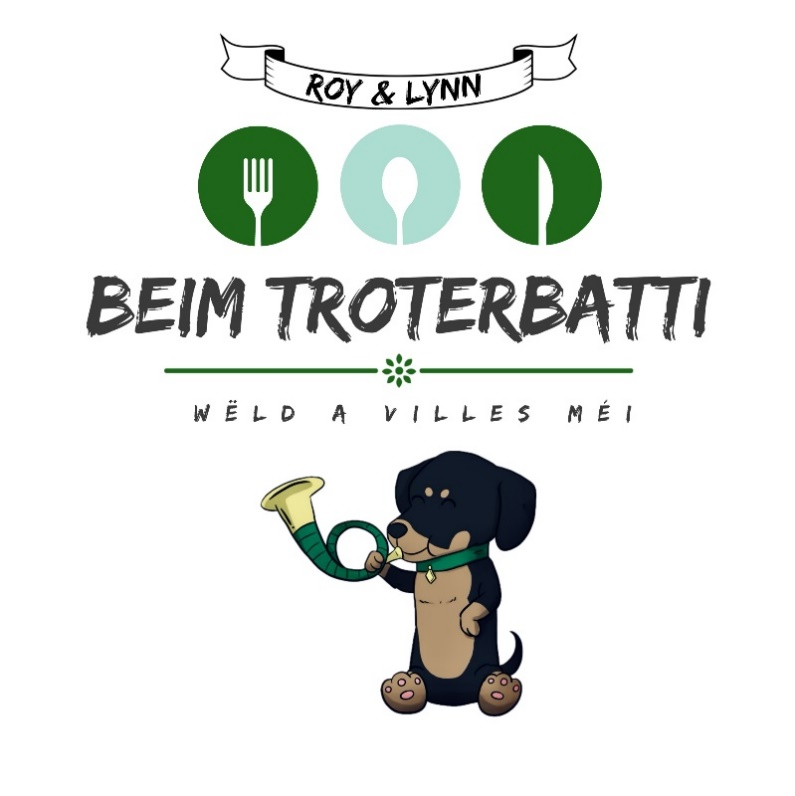 ROY & LYNN
BEIM TROTERBATTI
WËLD A VILLES MÉI